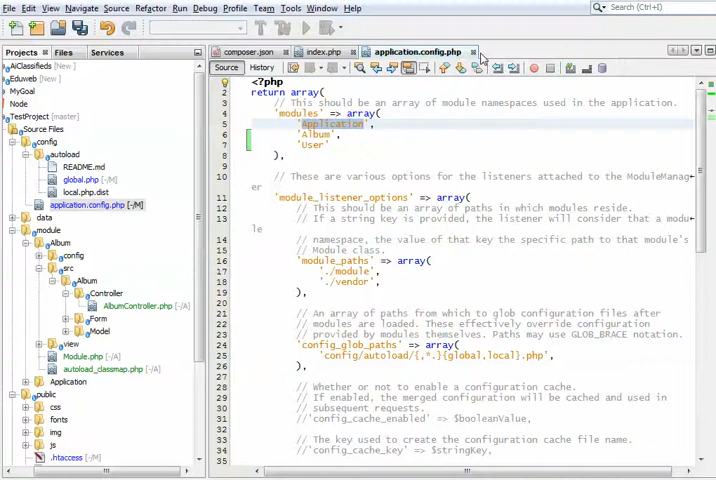 File Edit View Navigate Source Refactor Run Debug Profile Team Tools Window Help
Search (Ctrl+I)
Projects Files Services
composer.json index.php application.config.php
Source History
AiClassifieds
Eduweb [-/M]
MyGoal
Node
TestProject [-/M]
Source Files
config
autoload
README.md
global.php [-/M]
local.php.dist
application.config.php [-/M]
data
module
Album
config
src
Album
Controller
AlbumController.php [-/A]
Form
Model
view
Module.php [-/A]
autoload_classmap.php [-/A]
Application
public
css
fonts
img
js
.htaccess [-/M]
1 <?php
2 return array(
3 // This should be an array of module namespaces used in the application.
4 'modules' => array(
5 'Application',
6 'Album',
7 'User'
8 ),
9
10 // These are various options for the listeners attached to the ModuleManag
er
11 'module_listener_options' => array(
12 // This should be an array of paths in which modules reside.
13 // If a string key is provided, the listener will consider that a modu
le
14 // namespace, the value of that key the specific path to that module's
15 // Module class.
16 'module_paths' => array(
17 './module',
18 './vendor',
19 ),
20
21 // An array of paths from which to glob configuration files after
22 // modules are loaded. These effectively override configuration
23 // provided by modules themselves. Paths may use GLOB_BRACE notation.
24 'config_glob_paths' => array(
25 'config/autoload/{,*.}{global,local}.php',
26 ),
27
28 // Whether or not to enable a configuration cache.
29 // If enabled, the merged configuration will be cached and used in
30 // subsequent requests.
31 //'config_cache_enabled' => $booleanValue,
32
33 // The key used to create the configuration cache file name.
34 //'config_cache_key' => $stringKey,
35